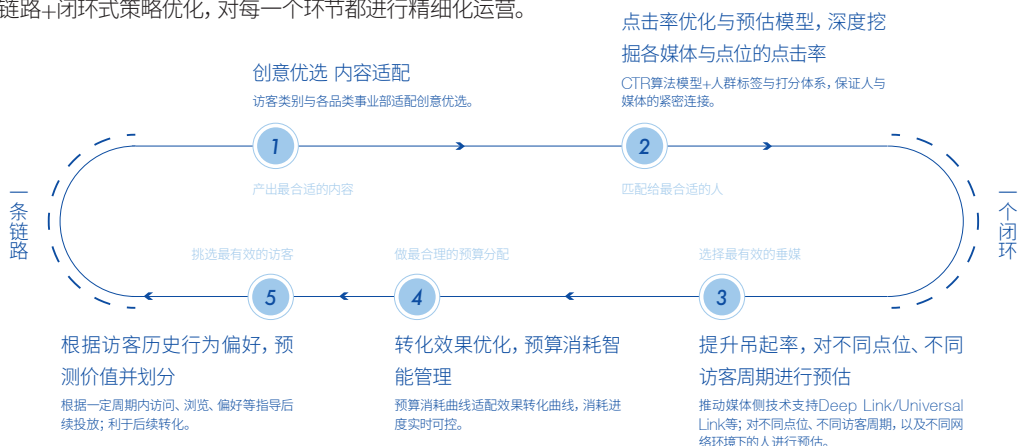 链路+闭环式策略优化，对每一个环节都进行精细化运营。
点击率优化与预估模型，深度挖
掘各媒体与点位的点击率
CTR算法模型+人群标签与打分体系，保证人与
媒体的紧密连接。
创意优选 内容适配
访客类别与各品类事业部适配创意优选。
1
2
产出最合适的内容
匹配给最合适的人
一条链路
一个闭环
挑选最有效的访客
做最合理的预算分配
选择最有效的垂媒
5
4
3
根据访客历史行为偏好，预
测价值并划分
根据一定周期内访问、浏览、偏好等指导后
续投放；利于后续转化。
转化效果优化，预算消耗智
能管理
预算消耗曲线适配效果转化曲线，消耗进
度实时可控。
提升吊起率，对不同点位、不同
访客周期进行预估
推动媒体侧技术支持Deep Link/Universal
Link等；对不同点位、不同访客周期，以及不同网
络环境下的人进行预估。